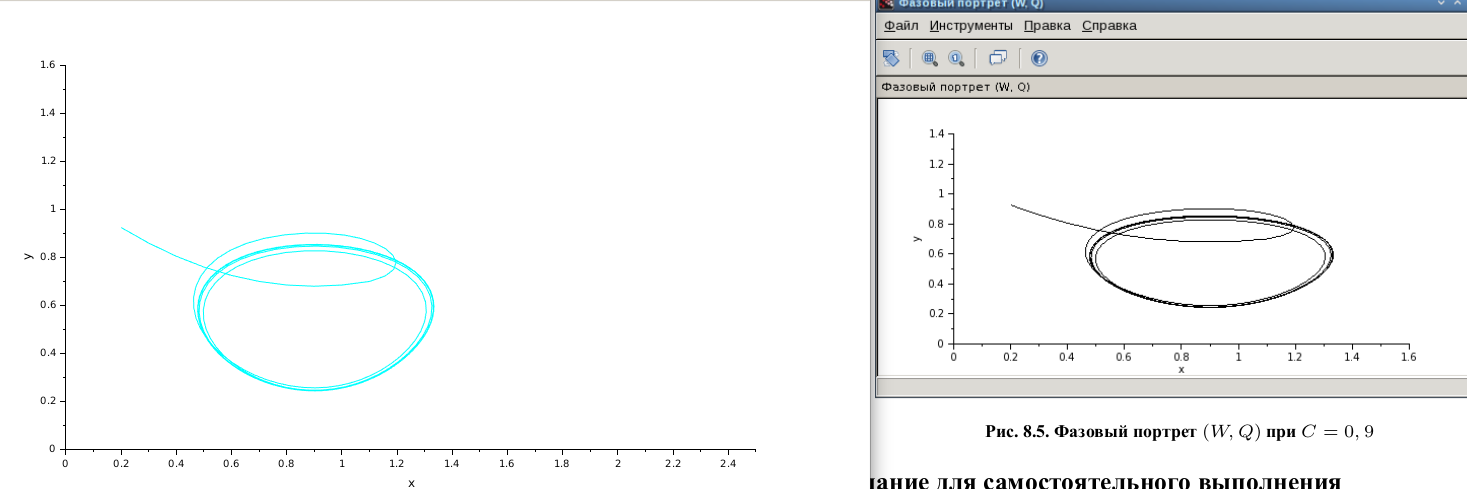 1.6
1.4
1.2
1
0.8
0.6
0.4
0.2
0
y
0 0.2 0.4 0.6 0.8 1 1.2 1.4 1.6 1.8 2 2.2 2.4
x
Фазовый портрет (W, Q)
Файл Инструменты Правка Справка
Фазовый портрет (W, Q)
1.4
1.2
1
0.8
0.6
0.4
0.2
0
y
0 0.2 0.4 0.6 0.8 1 1.2 1.4 1.6
x
Рис. 8.5. Фазовый портрет (W, Q) при C = 0, 9
для самостоятельного выполнения